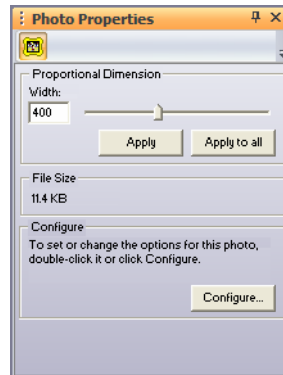 Photo Properties
Proportional Dimension
Width:
400
Apply
Apply to all
File Size
11.4 KB
Configure
To set or change the options for this photo,
double-click it or click Configure.
Configure...